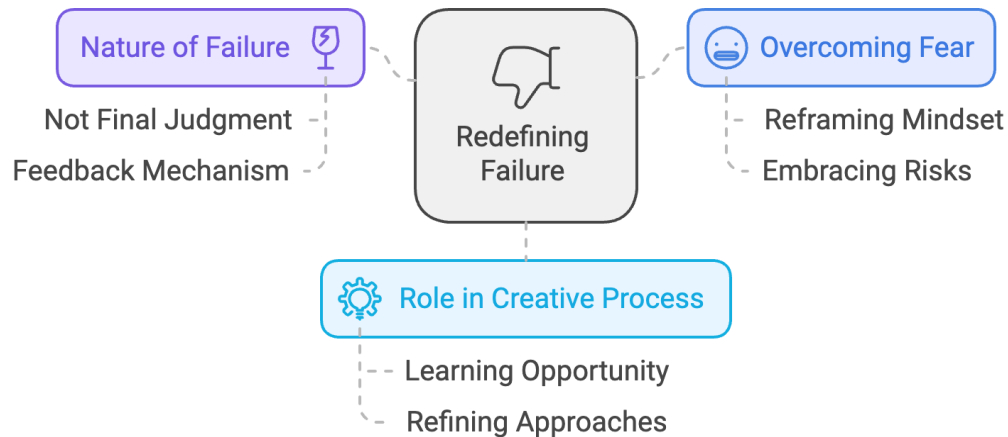 Nature of Failure
Not Final Judgment
Feedback Mechanism
Redefining
Failure
Overcoming Fear
Reframing Mindset
Embracing Risks
Role in Creative Process
Learning Opportunity
Refining Approaches